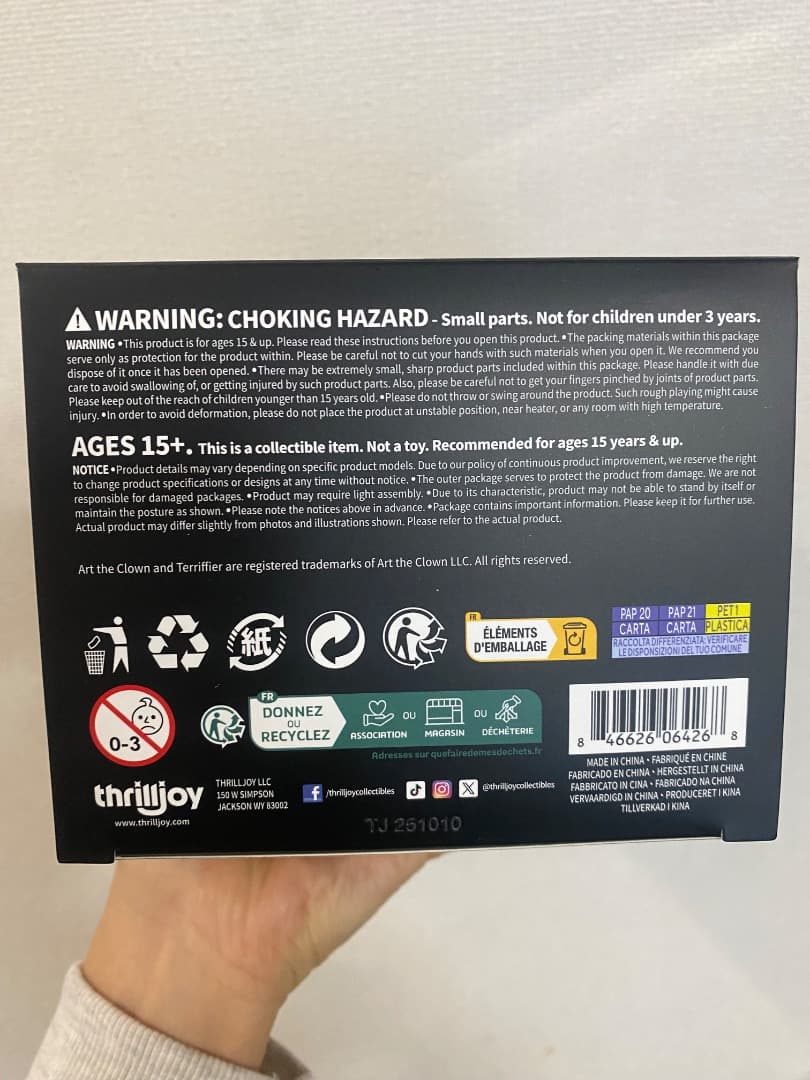 WARNING: CHOKING HAZARD - Small parts. Not for children under 3 years.
WARNING •This product is for ages 15 & up. Please read these instructions before you open this product. •The packing materials within this package
serve only as protection for the product within. Please be careful not to cut your hands with such materials when you open it. We recommend you
dispose of it once it has been opened. •There may be extremely small, sharp product parts included within this package. Please handle it with due
care to avoid swallowing of, or getting injured by such product parts. Also, please be careful not to get your fingers pinched by joints of product parts.
Please keep out of the reach of children younger than 15 years old. •Please do not throw or swing around the product. Such rough playing might cause
injury. •In order to avoid deformation, please do not place the product at unstable position, near heater, or any room with high temperature.
AGES 15+. This is a collectible item. Not a toy. Recommended for ages 15 years & up.
NOTICE •Product details may vary depending on specific product models. Due to our policy of continuous product improvement, we reserve the right
to change product specifications or designs at any time without notice. •The outer package serves to protect the product from damage. We are not
responsible for damaged packages. •Product may require light assembly. •Due to its characteristic, product may not be able to stand by itself or
maintain the posture as shown. •Please note the notices above in advance. •Package contains important information. Please keep it for further use.
Actual product may differ slightly from photos and illustrations shown. Please refer to the actual product.
Art the Clown and Terriffier are registered trademarks of Art the Clown LLC. All rights reserved.
紙
FR
ÉLÉMENTS
D'EMBALLAGE
PAP 20 PAP 21 PET 1
CARTA CARTA PLASTICA
RACCOLTA DIFFERENZIATA: VERIFICARE
LE DISPOSIZIONI DEL TUO COMUNE
0-3
FR
DONNEZ
OU
RECYCLEZ
ASSOCIATION OU MAGASIN OU DÉCHÈTERIE
Adresses sur quefairedemesdechets.fr
8 46626 06426 8
MADE IN CHINA • FABRIQUÉ EN CHINE
FABRICADO EN CHINA • HERGESTELLT IN CHINA
FABBRICATO IN CINA • FABRICADO NA CHINA
VERVAARDIGD IN CHINA • PRODUCERET I KINA
TILLVERKAD I KINA
thrilljoy
www.thrilljoy.com
THRILLJOY LLC
150 W SIMPSON
JACKSON WY 83002
/thrilljoycollectibles
@thrilljoycollectibles
TJ 251010